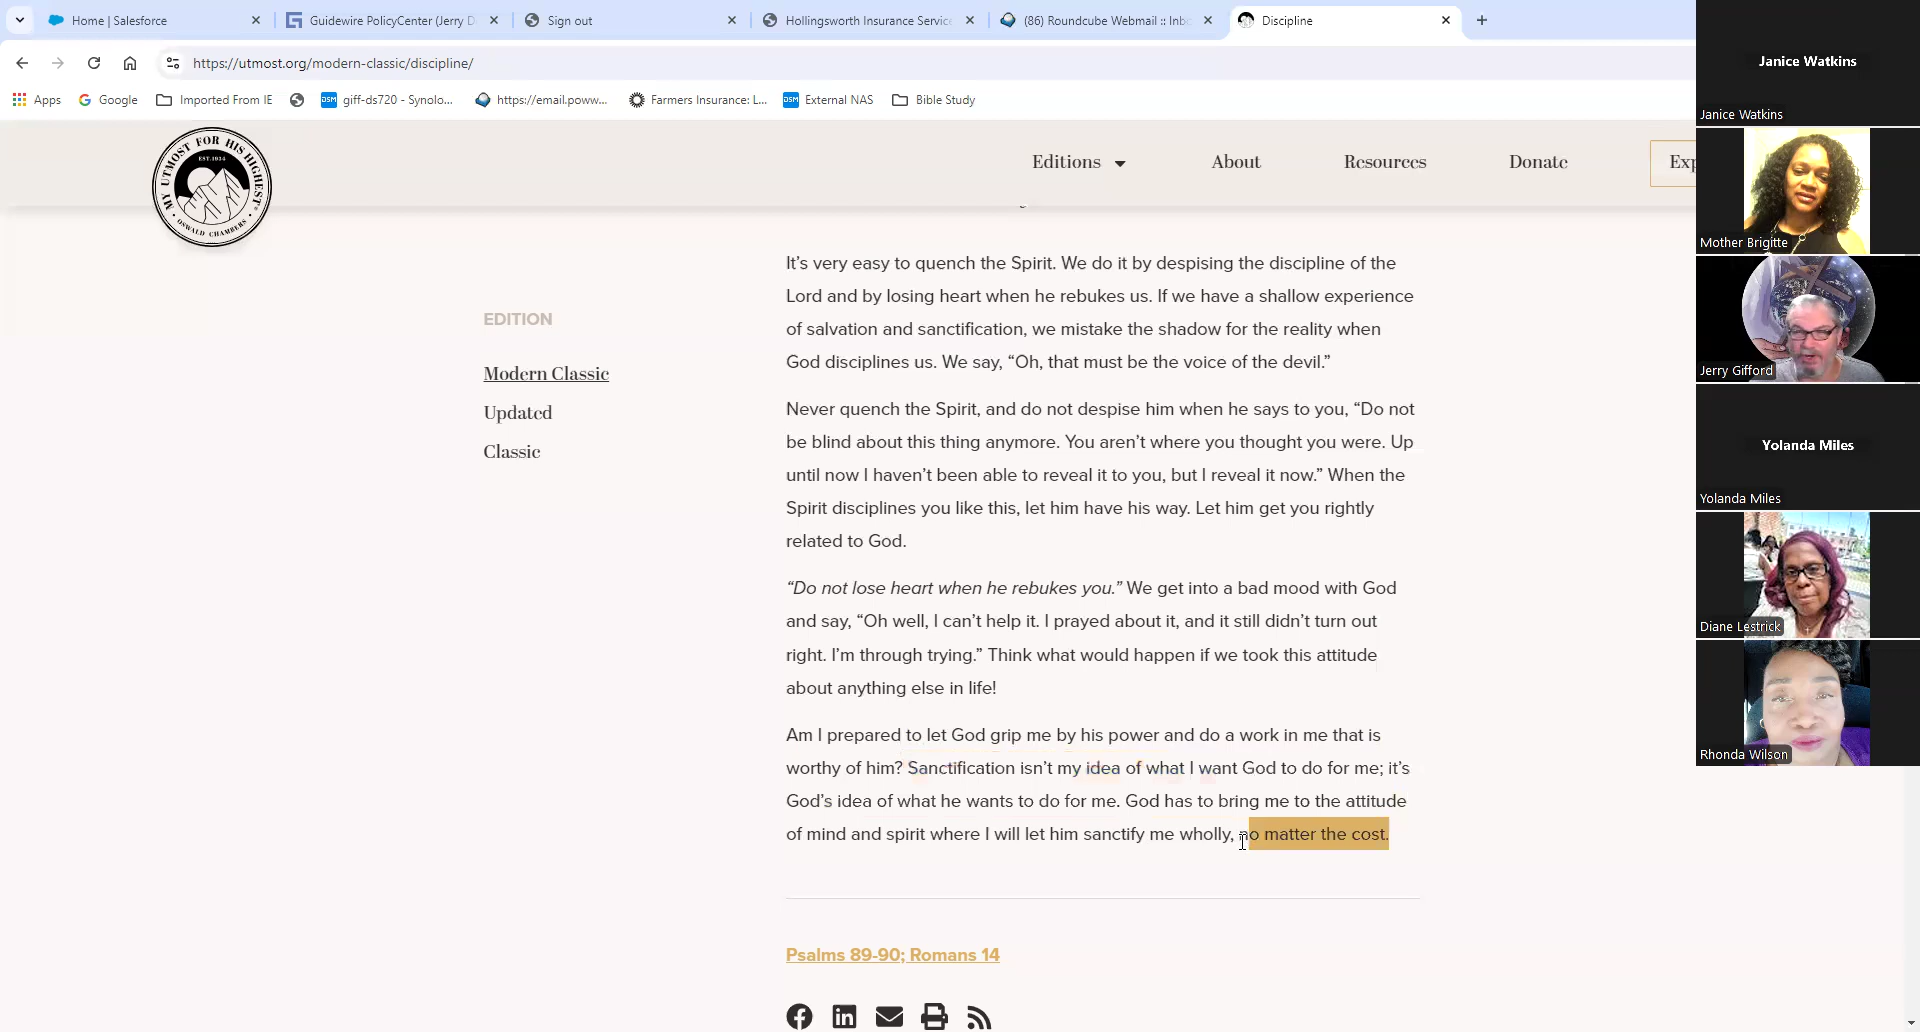 Home | Salesforce
Guidewire PolicyCenter (Jerry D
Sign out
Hollingsworth Insurance Service
(86) Roundcube Webmail :: Inb
Discipline
https://utmost.org/modern-classic/discipline/
Apps
Google
Imported From IE
giff-ds720 - Synolo...
https://email.poww...
Farmers Insurance: L...
External NAS
Bible Study
MY UTMOST FOR HIS HIGHEST
EST.1934
OSWALD CHAMBERS
Editions
About
Resources
Donate
Exp
EDITION
Modern Classic
Updated
Classic
It’s very easy to quench the Spirit. We do it by despising the discipline of the
Lord and by losing heart when he rebukes us. If we have a shallow experience
of salvation and sanctification, we mistake the shadow for the reality when
God disciplines us. We say, “Oh, that must be the voice of the devil.”
Never quench the Spirit, and do not despise him when he says to you, “Do not
be blind about this thing anymore. You aren’t where you thought you were. Up
until now I haven’t been able to reveal it to you, but I reveal it now.” When the
Spirit disciplines you like this, let him have his way. Let him get you rightly
related to God.
“Do not lose heart when he rebukes you.” We get into a bad mood with God
and say, “Oh well, I can’t help it. I prayed about it, and it still didn’t turn out
right. I’m through trying.” Think what would happen if we took this attitude
about anything else in life!
Am I prepared to let God grip me by his power and do a work in me that is
worthy of him? Sanctification isn’t my idea of what I want God to do for me; it’s
God’s idea of what he wants to do for me. God has to bring me to the attitude
of mind and spirit where I will let him sanctify me wholly, no matter the cost.
Psalms 89-90; Romans 14
Janice Watkins
Janice Watkins
Mother Brigitte
Jerry Gifford
Yolanda Miles
Yolanda Miles
Diane Lestrick
Rhonda Wilson